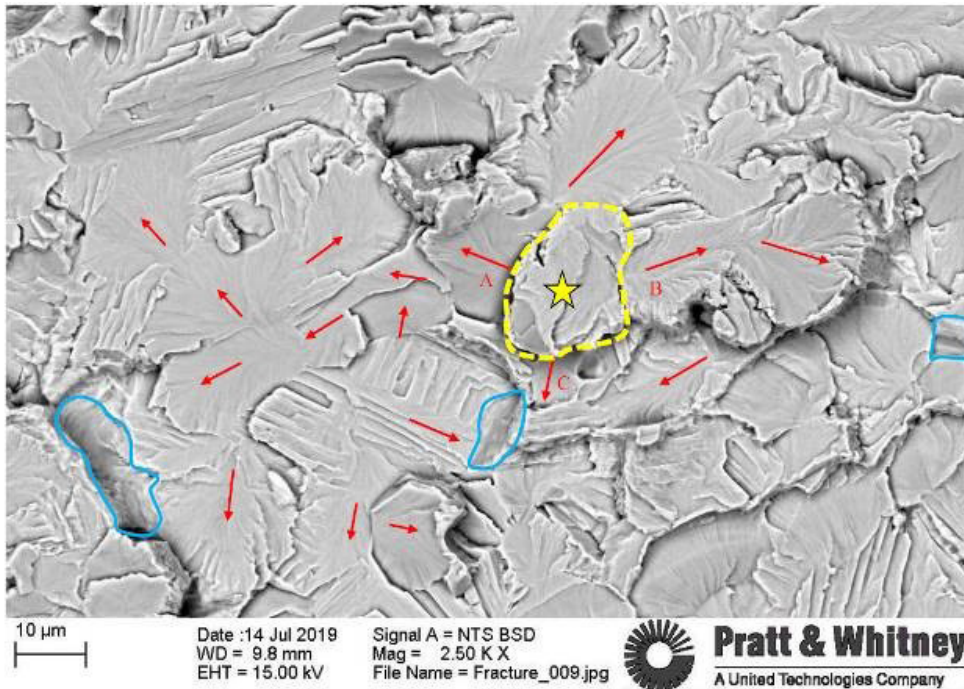 A
B
C
10 µm
Date :14 Jul 2019
WD = 9.8 mm
EHT = 15.00 kV
Signal A = NTS BSD
Mag = 2.50 K X
File Name = Fracture_009.jpg
Pratt & Whitney
A United Technologies Company